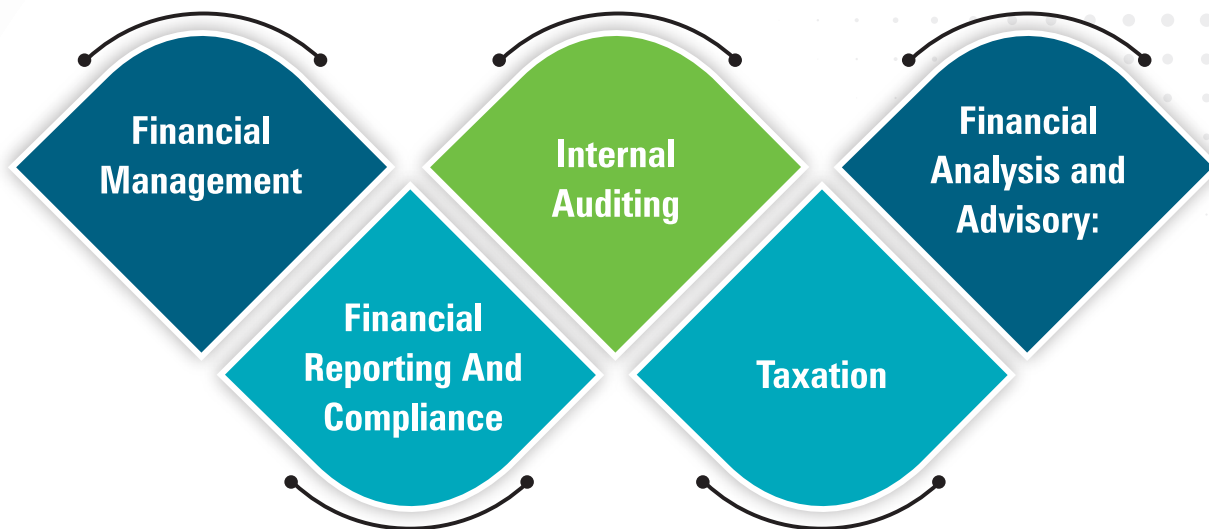 Financial
Management
Financial
Reporting And
Compliance
Internal
Auditing
Taxation
Financial
Analysis and
Advisory: